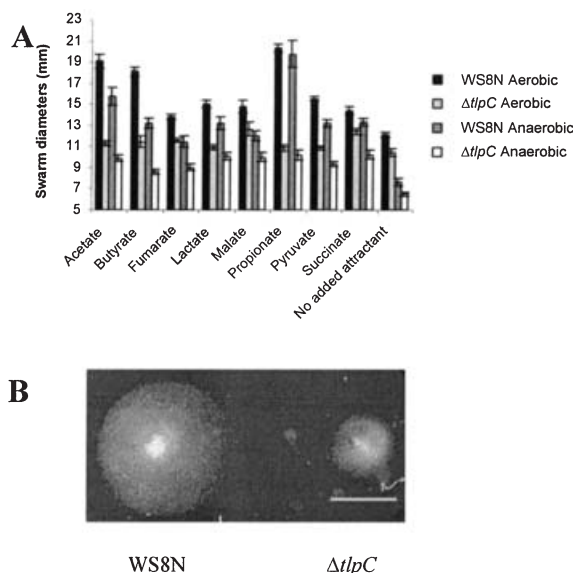 A
Swarm diameters (mm)
23
21
19
17
15
13
11
9
7
5
Acetate
Butyrate
Fumarate
Lactate
Malate
Propionate
Pyruvate
Succinate
No added attractant
WS8N Aerobic
ΔtlpC Aerobic
WS8N Anaerobic
ΔtlpC Anaerobic
B
WS8N ΔtlpC